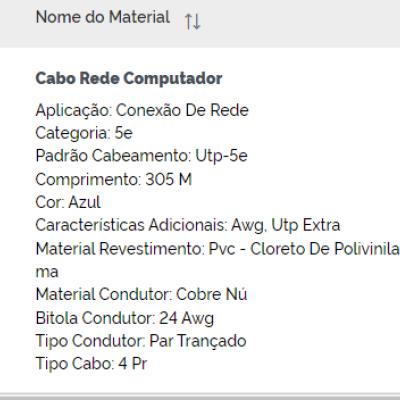 Nome do Material
Cabo Rede Computador
Aplicação: Conexão De Rede
Categoria: 5e
Padrão Cabeamento: Utp-5e
Comprimento: 305 M
Cor: Azul
Características Adicionais: Awg, Utp Extra
Material Revestimento: Pvc - Cloreto De Polivinila
ma
Material Condutor: Cobre Nú
Bitola Condutor: 24 Awg
Tipo Condutor: Par Trançado
Tipo Cabo: 4 Pr